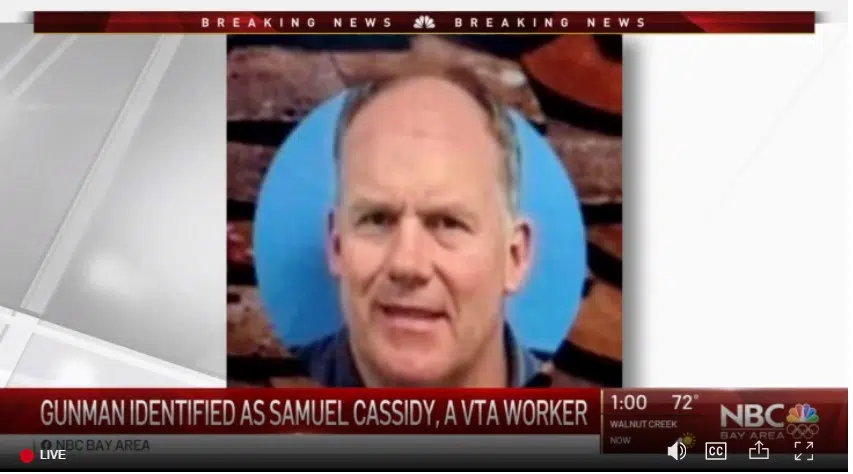 BREAKING NEWS BREAKING NEWS
GUNMAN IDENTIFIED AS SAMUEL CASSIDY, A VTA WORKER
1:00 72°
WALNUT CREEK
NOW
NBC
BAY AREA
NBC BAY AREA
LIVE
CC